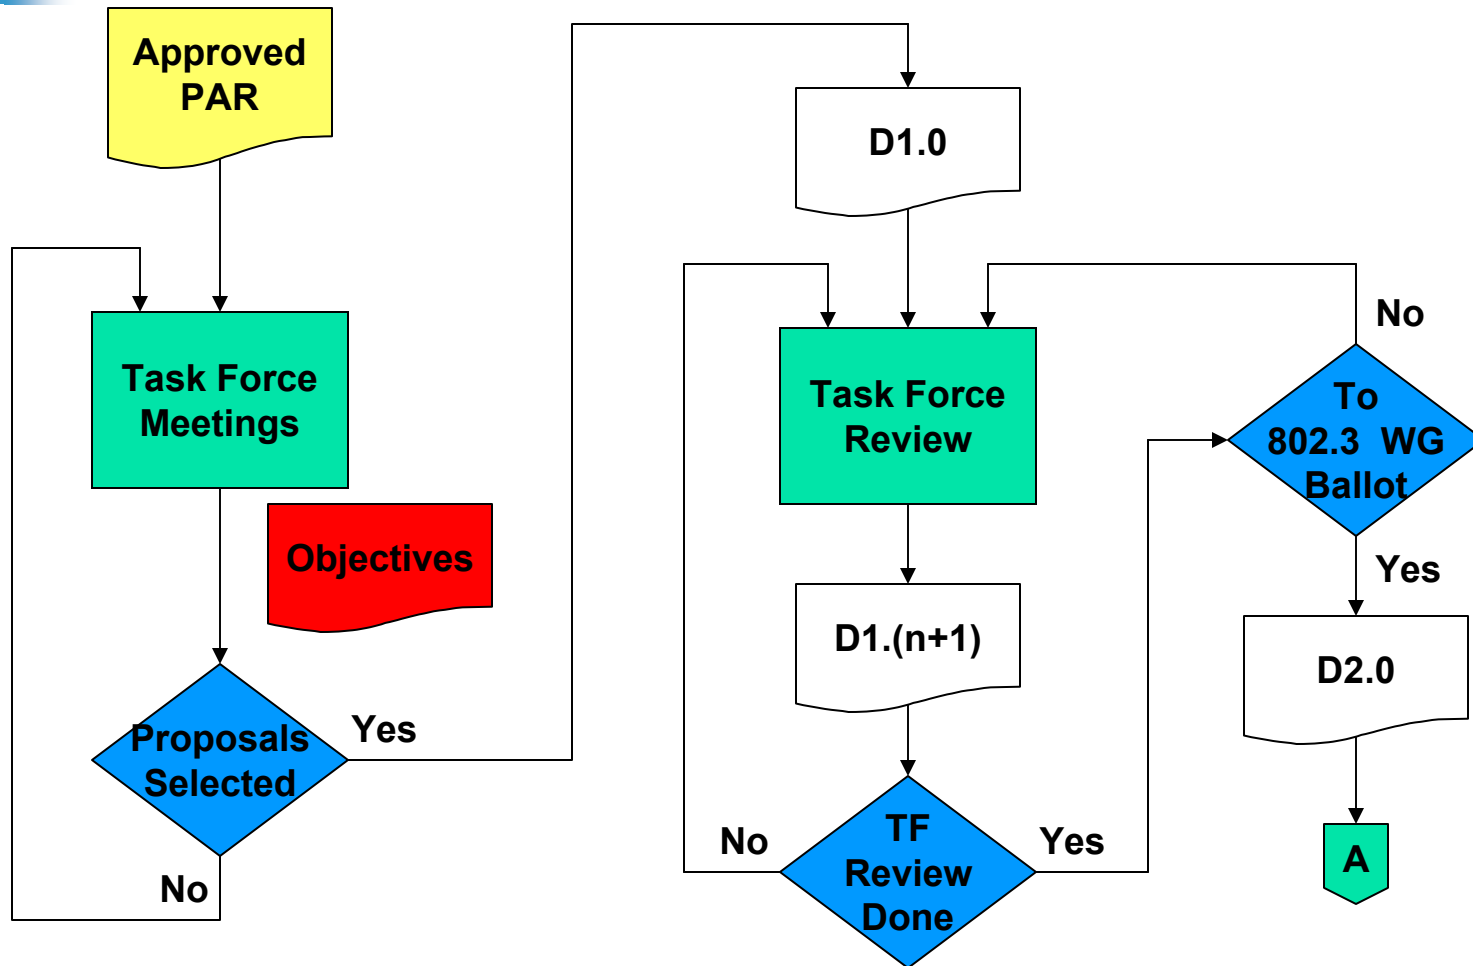 Approved
PAR
Task Force
Meetings
Objectives
Proposals
Selected
Yes
No
D1.0
Task Force
Review
D1.(n+1)
TF
Review
Done
No
Yes
To
802.3 WG
Ballot
No
Yes
D2.0
A